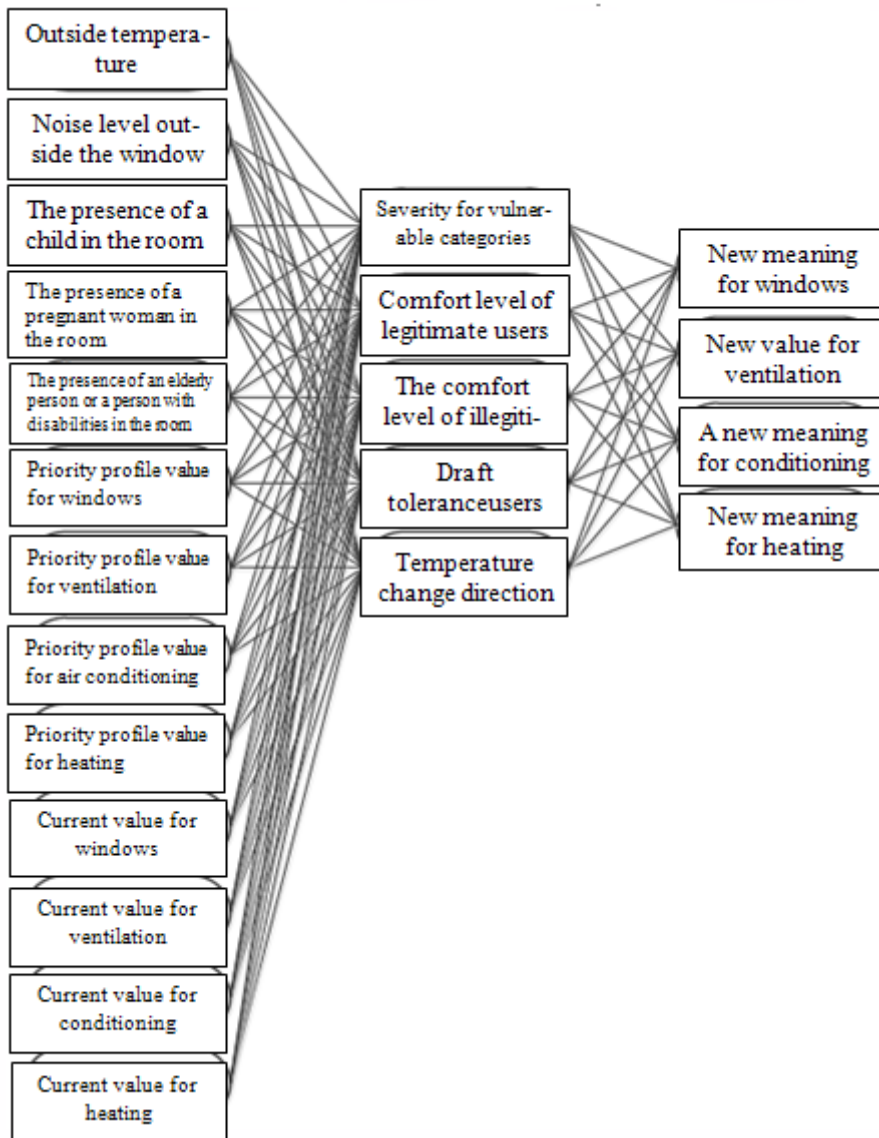 Outside tempera-
ture
Noise level out-
side the window
The presence of a
child in the room
The presence of a
pregnant woman in
the room
The presence of an elderly
person or a person with
disabilities in the room
Priority profile value
for windows
Priority profile value
for ventilation
Priority profile value
for air conditioning
Priority profile value
for heating
Current value for
windows
Current value for
ventilation
Current value for
conditioning
Current value for
heating
Severity for vulner-
able categories
Comfort level of
legitimate users
The comfort
level of illegiti-
Draft
toleranceusers
Temperature
change direction
New meaning
for windows
New value for
ventilation
A new meaning
for conditioning
New meaning
for heating